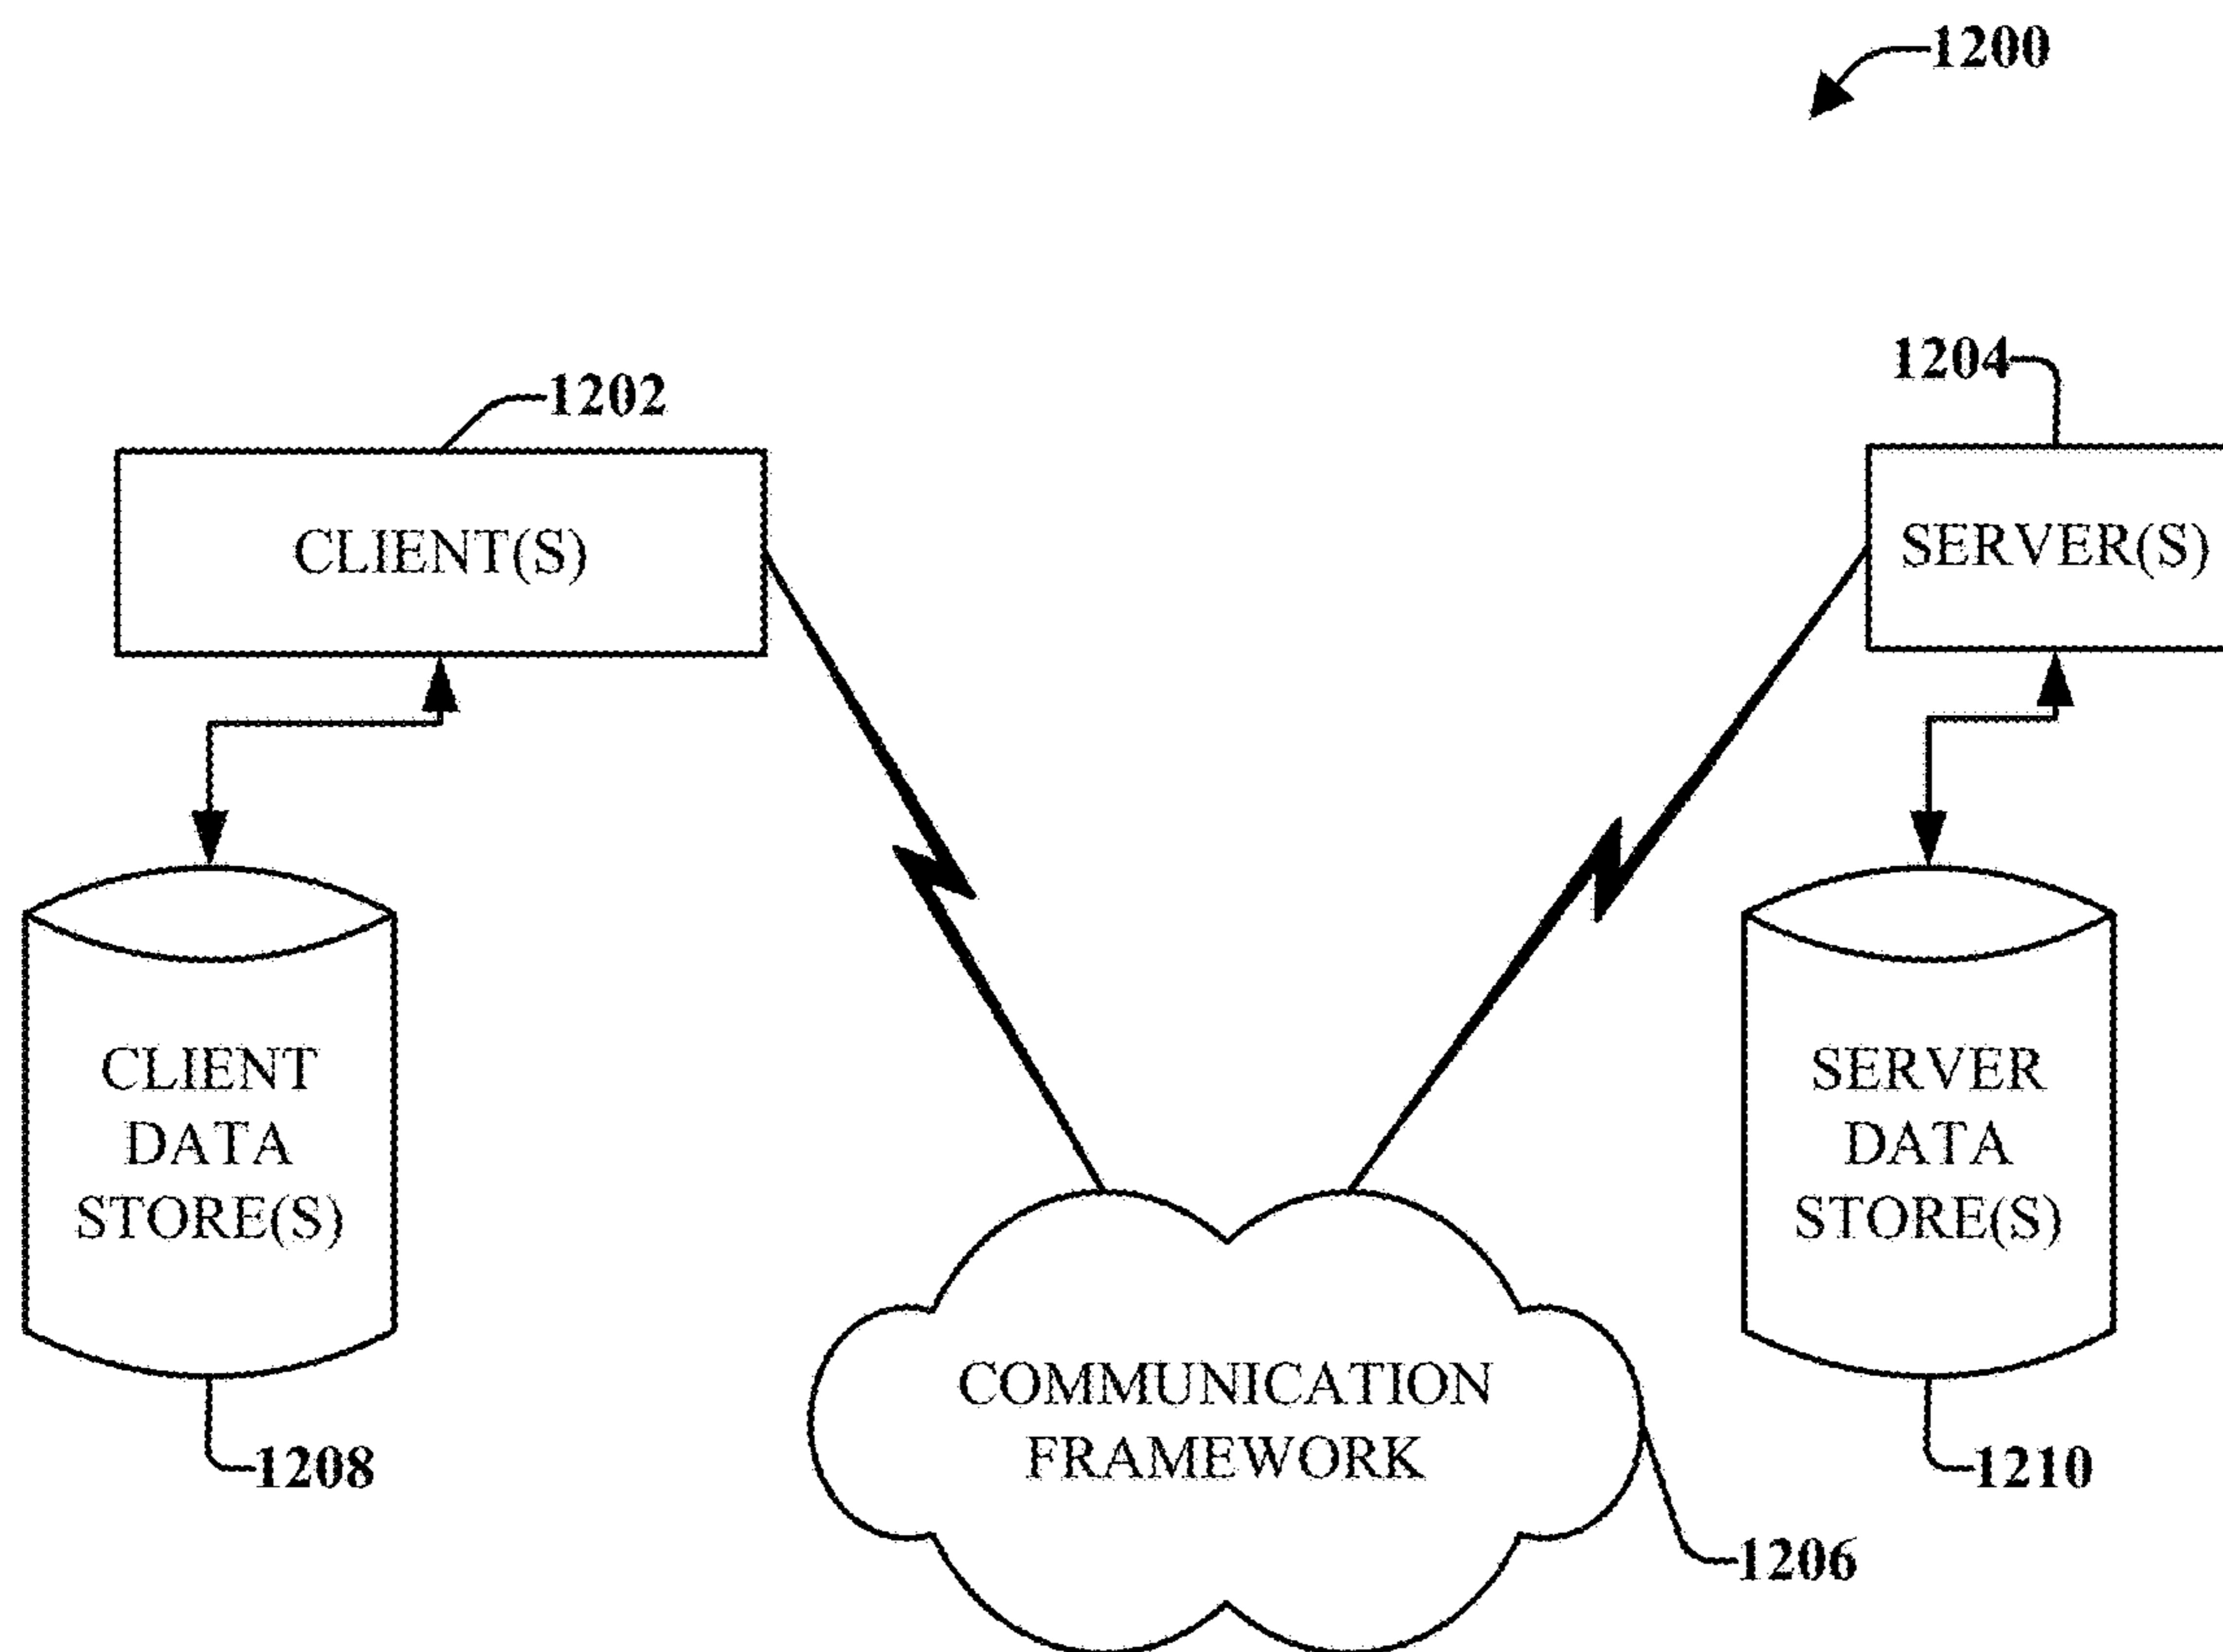 1200
1202
1204
CLIENT(S)
SERVER(S)
CLIENT
DATA
STORE(S)
SERVER
DATA
STORE(S)
COMMUNICATION
FRAMEWORK
1208
1210
1206